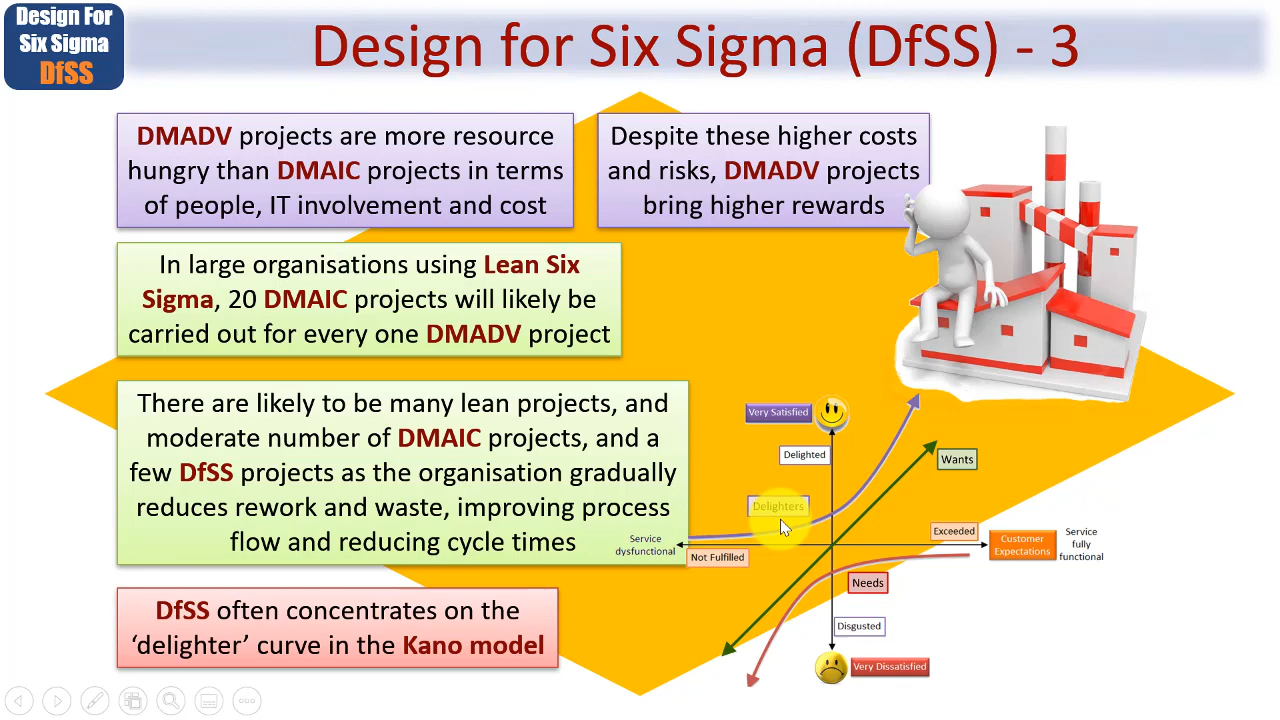 Design For
Six Sigma
DfSS
Design for Six Sigma (DfSS) - 3
DMADV projects are more resource
hungry than DMAIC projects in terms
of people, IT involvement and cost
Despite these higher costs
and risks, DMADV projects
bring higher rewards
In large organisations using Lean Six
Sigma, 20 DMAIC projects will likely be
carried out for every one DMADV project
There are likely to be many lean projects, and
moderate number of DMAIC projects, and a
few DfSS projects as the organisation gradually
reduces rework and waste, improving process
flow and reducing cycle times
DfSS often concentrates on the
‘delighter’ curve in the Kano model
Very Satisfied
Delighted
Wants
Delighters
Service
dysfunctional
Not Fulfilled
Exceeded
Customer
Expectations
Service
fully
functional
Needs
Disgusted
Very Dissatisfied